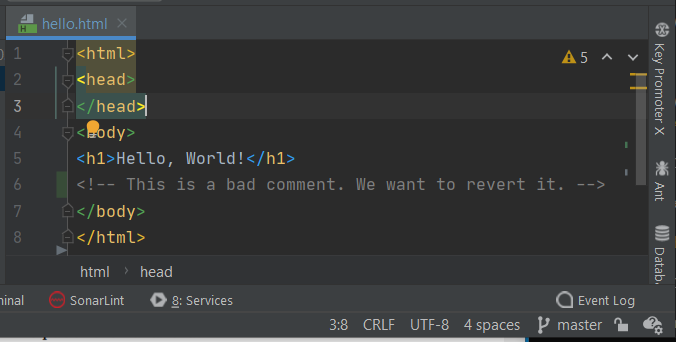 hello.html
1 <html>
5
2 <head>
3 </head>
4 <body>
5 <h1>Hello, World!</h1>
6 <!-- This is a bad comment. We want to revert it. -->
7 </body>
8 </html>
html › head
Key Promoter X
Ant
SonarLint
8: Services
Event Log
3:8 CRLF UTF-8 4 spaces master